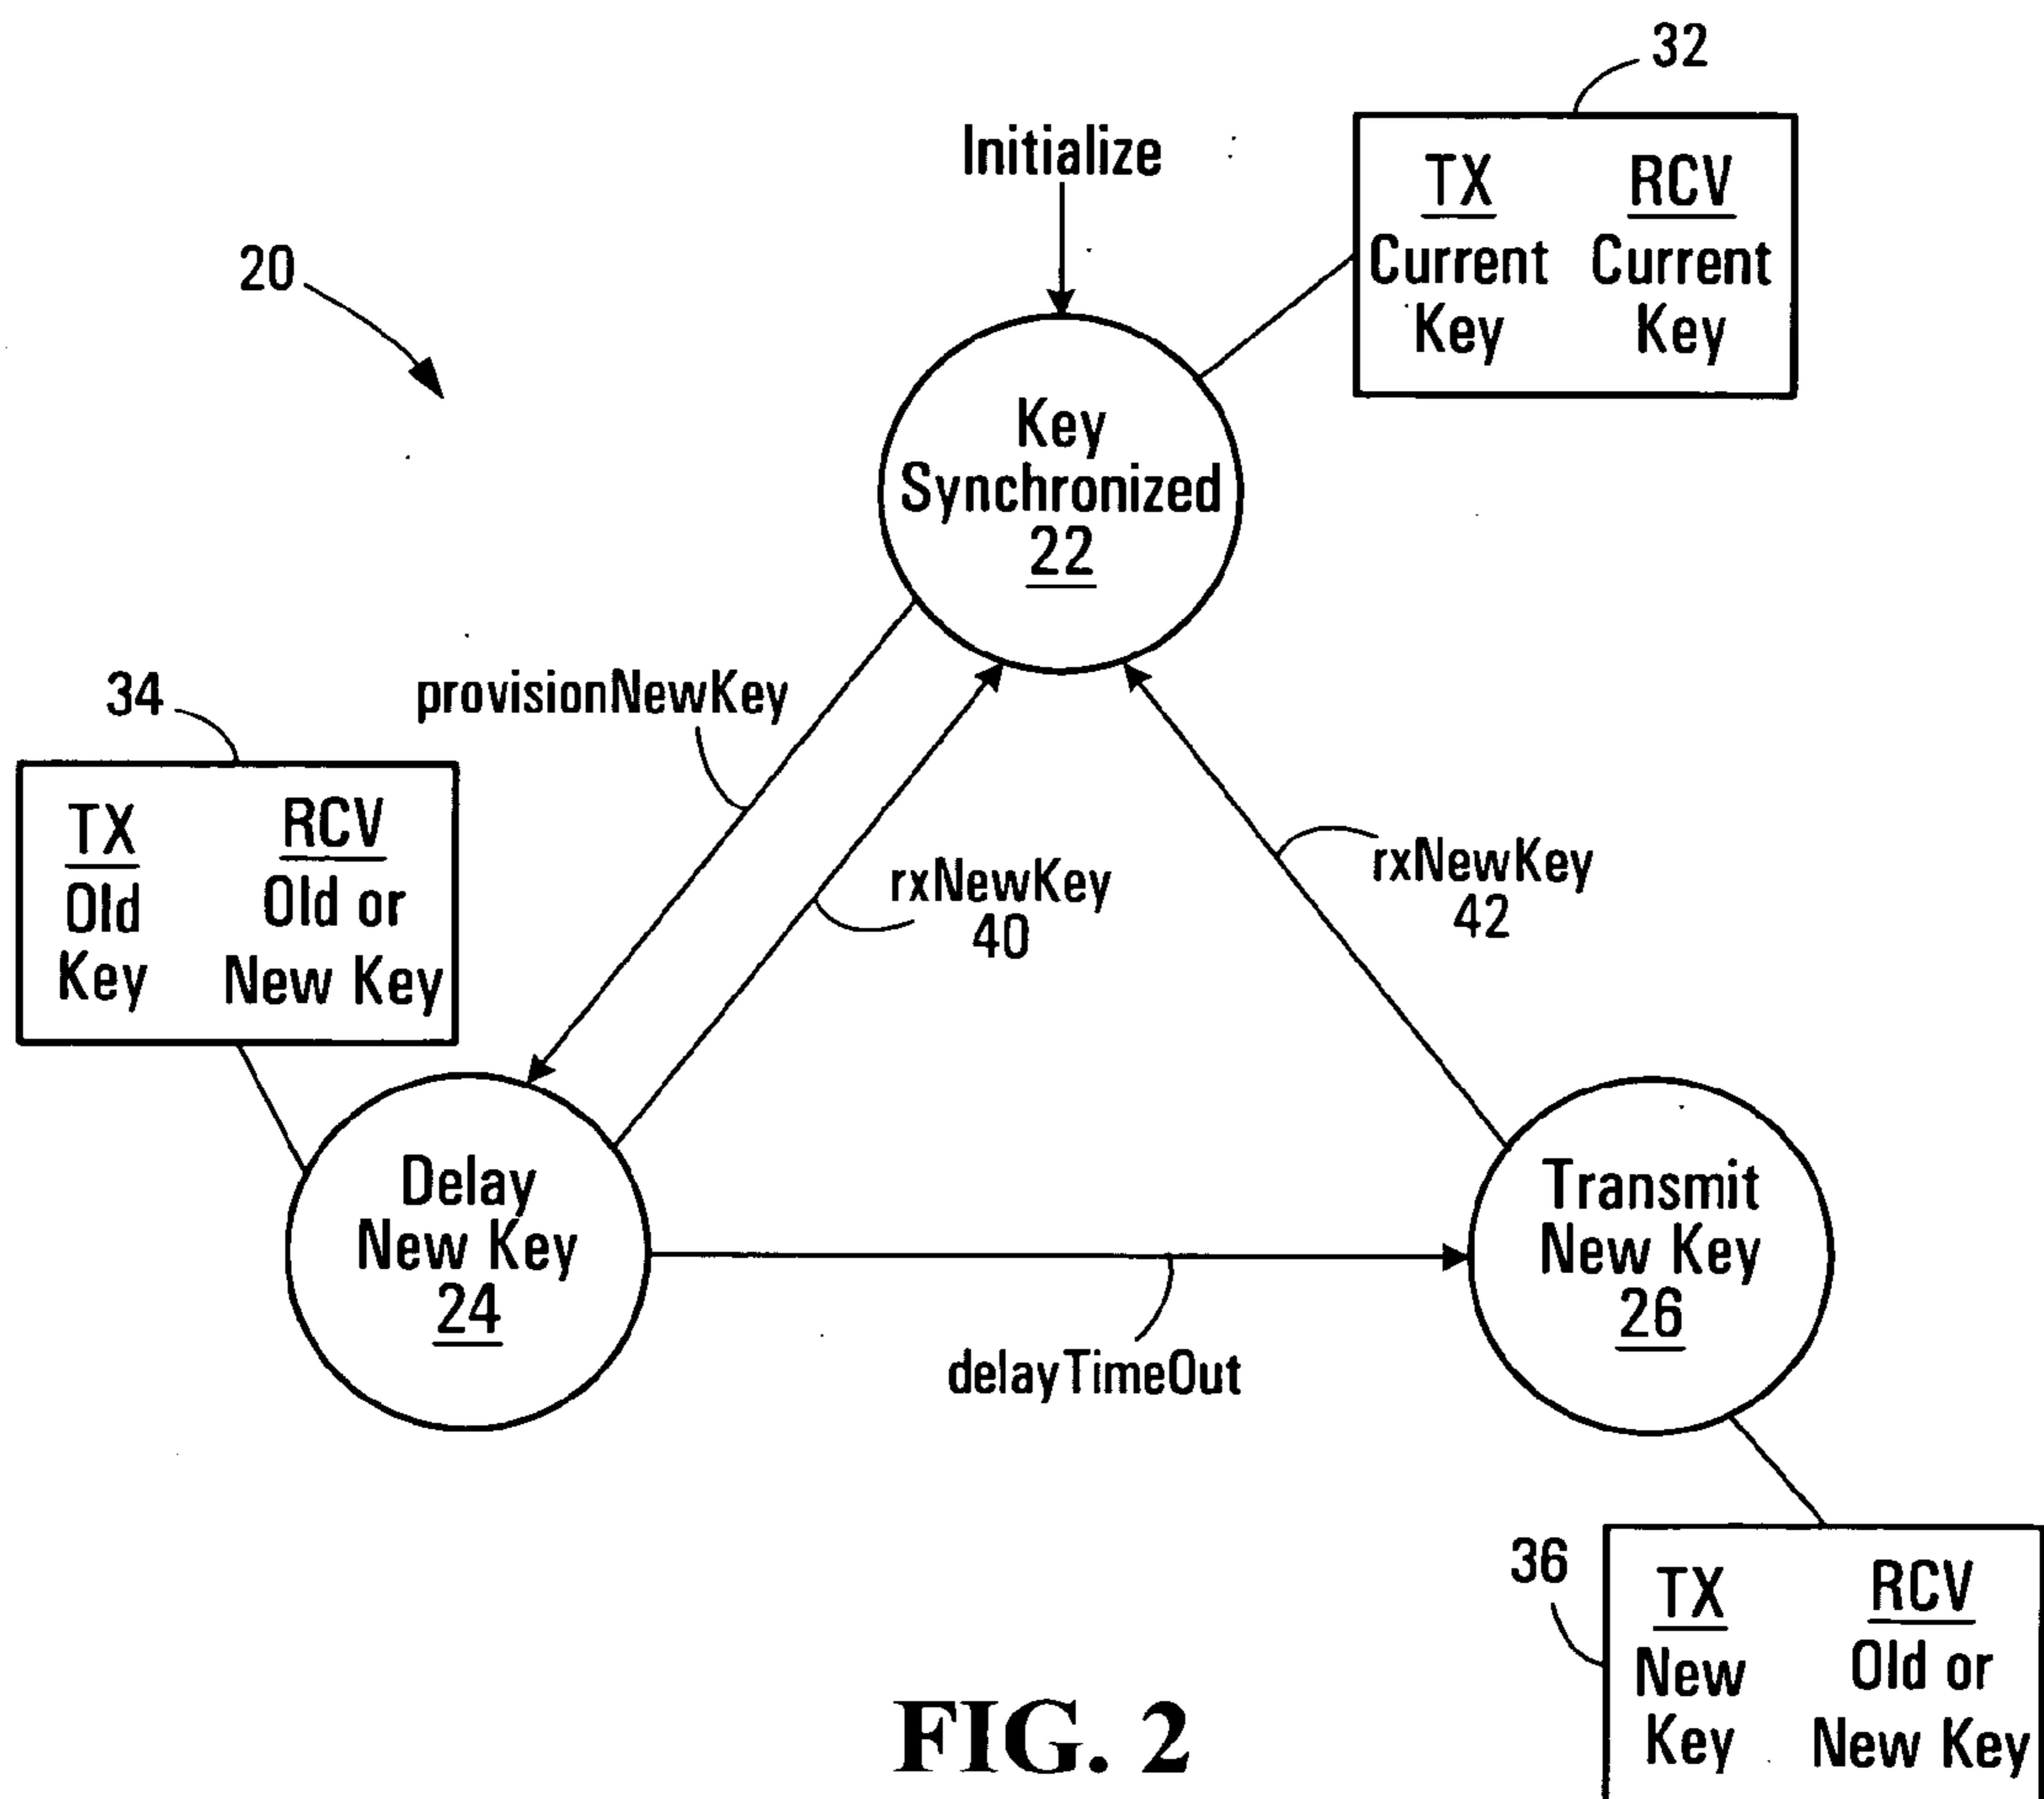 32
Initialize
TX RCV
Current Current
Key Key
20
Key
Synchronized
22
34
provisionNewKey
TX RCV
Old Old or
Key New Key
rxNewKey
40
rxNewKey
42
Delay
New Key
24
Transmit
New Key
26
delayTimeOut
36
TX RCV
New Old or
Key New Key
FIG. 2